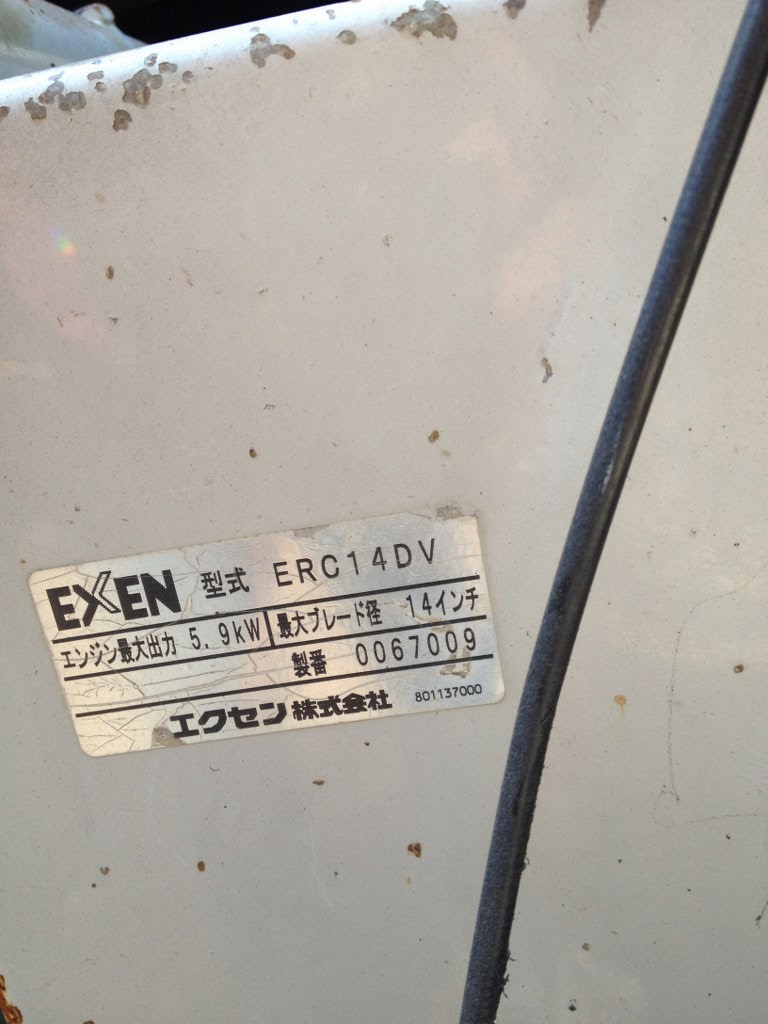 EXEN 型式 ERC14DV
エンジン最大出力 5.9kW 最大ブレード径 14インチ
製番 0067009
エクセン株式会社 801137000